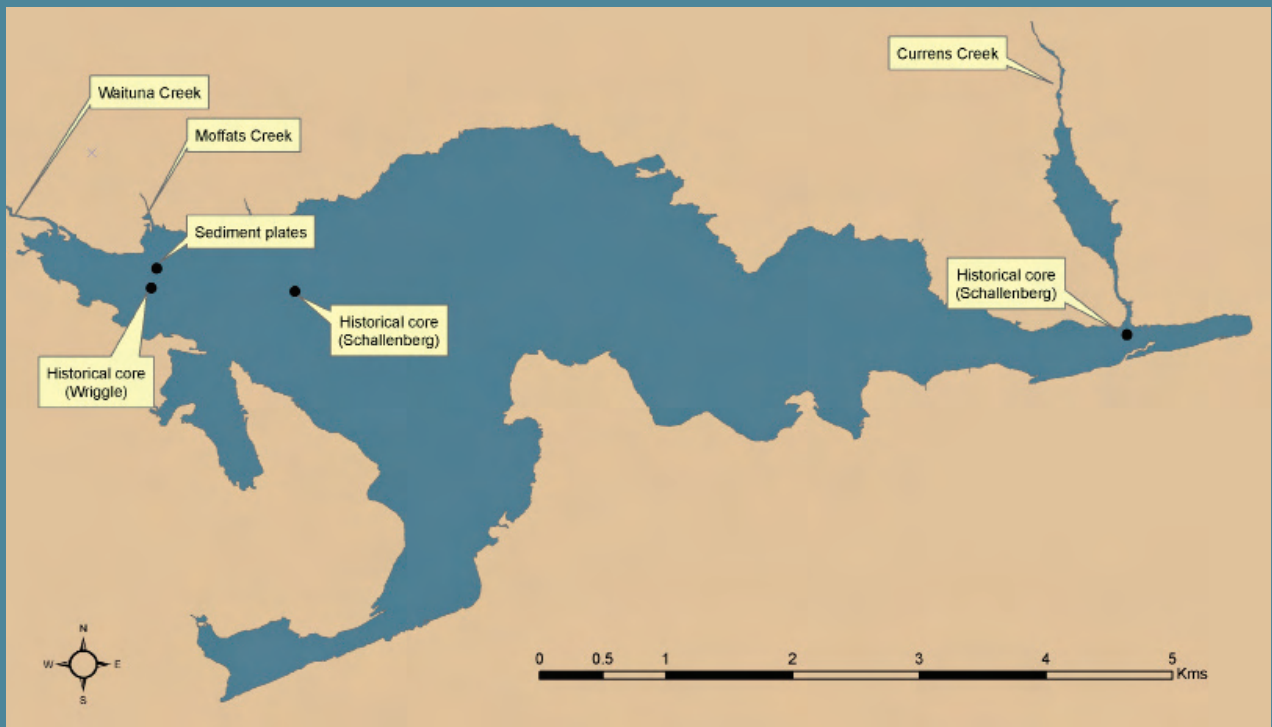 Currens Creek
Waituna Creek
Moffats Creek
Sediment plates
Historical core
(Schallenberg)
Historical core
(Schallenberg)
Historical core
(Wriggle)
N
W E
S
0 0.5 1 2 3 4 5
Kms